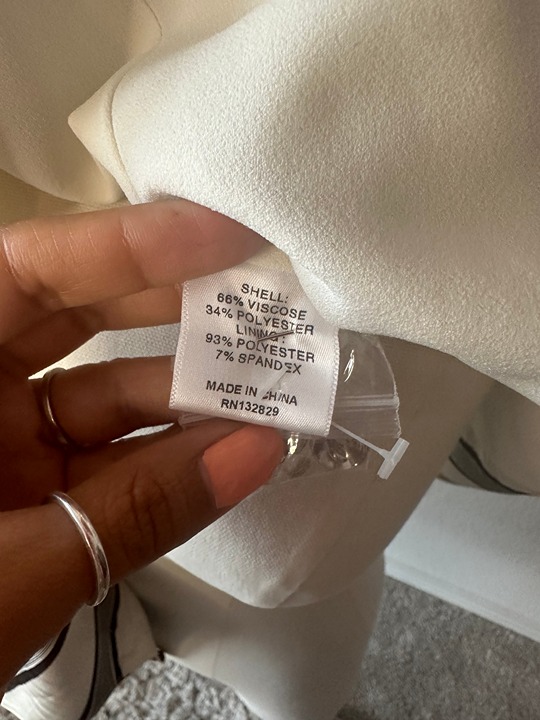 SHELL:
66% VISCOSE
34% POLYESTER
LINING:
93% POLYESTER
7% SPANDEX
MADE IN CHINA
RN132829